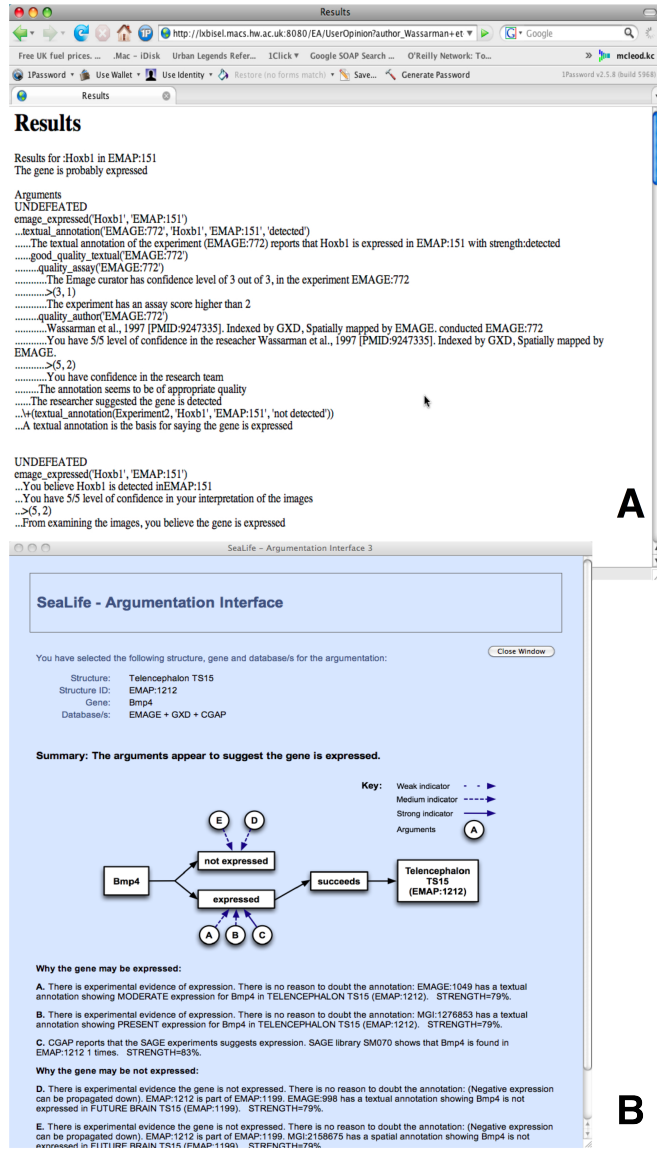 Results
http://lxbisel.macs.hw.ac.uk:8080/EA/UserOpinion?author_Wassarman+et
Google
Free UK fuel prices. ... .Mac – iDisk Urban Legends Refer... 1Click ▾ Google SOAP Search ... O'Reilly Network: To... » mcleod.kc
1Password ▾ Use Wallet ▾ Use Identity ▾ Restore (no forms match) ▾ Save... Generate Password 1Password v2.5.8 (build 5968)
Results
Results
Results for :Hoxb1 in EMAP:151
The gene is probably expressed
Arguments
UNDEFEATED
emage_expressed('Hoxb1', 'EMAP:151')
...textual_annotation('EMAGE:772', 'Hoxb1', 'EMAP:151', 'detected')
......The textual annotation of the experiment (EMAGE:772) reports that Hoxb1 is expressed in EMAP:151 with strength:detected
......good_quality_textual('EMAGE:772')
.........quality_assay('EMAGE:772')
............The Emage curator has confidence level of 3 out of 3, in the experiment EMAGE:772
............>(3, 1)
............The experiment has an assay score higher than 2
.........quality_author('EMAGE:772')
............Wassarman et al., 1997 [PMID:9247335]. Indexed by GXD, Spatially mapped by EMAGE. conducted EMAGE:772
............You have 5/5 level of confidence in the reseacher Wassarman et al., 1997 [PMID:9247335]. Indexed by GXD, Spatially mapped by
EMAGE.
............>(5, 2)
............You have confidence in the research team
.........The annotation seems to be of appropriate quality
......The researcher suggested the gene is detected
...\+(textual_annotation(Experiment2, 'Hoxb1', 'EMAP:151', 'not detected'))
...A textual annotation is the basis for saying the gene is expressed
UNDEFEATED
emage_expressed('Hoxb1', 'EMAP:151')
...You believe Hoxb1 is detected inEMAP:151
...You have 5/5 level of confidence in your interpretation of the images
...>(5, 2)
...From examining the images, you believe the gene is expressed
A
SeaLife – Argumentation Interface 3
SeaLife - Argumentation Interface
Close Window
You have selected the following structure, gene and database/s for the argumentation:
Structure: Telencephalon TS15
Structure ID: EMAP:1212
Gene: Bmp4
Database/s: EMAGE + GXD + CGAP
Summary: The arguments appear to suggest the gene is expressed.
Key: Weak indicator
Medium indicator
Strong indicator
Arguments A
E D
not expressed
Bmp4
succeeds
Telencephalon
TS15
(EMAP:1212)
expressed
A B C
Why the gene may be expressed:
A. There is experimental evidence of expression. There is no reason to doubt the annotation: EMAGE:1049 has a textual
annotation showing MODERATE expression for Bmp4 in TELENCEPHALON TS15 (EMAP:1212). STRENGTH=79%.
B. There is experimental evidence of expression. There is no reason to doubt the annotation: MGI:1276853 has a textual
annotation showing PRESENT expression for Bmp4 in TELENCEPHALON TS15 (EMAP:1212). STRENGTH=79%.
C. CGAP reports that the SAGE experiments suggests expression. SAGE library SM070 shows that Bmp4 is found in
EMAP:1212 1 times. STRENGTH=83%.
Why the gene may be not expressed:
D. There is experimental evidence the gene is not expressed. There is no reason to doubt the annotation: (Negative expression
can be propagated down). EMAP:1212 is part of EMAP:1199. EMAGE:998 has a textual annotation showing Bmp4 is not
expressed in FUTURE BRAIN TS15 (EMAP:1199). STRENGTH=79%.
E. There is experimental evidence the gene is not expressed. There is no reason to doubt the annotation: (Negative expression
can be propagated down). EMAP:1212 is part of EMAP:1199. MGI:2158675 has a spatial annotation showing Bmp4 is not
expressed in FUTURE BRAIN TS15 (EMAP:1199). STRENGTH=79%.
B